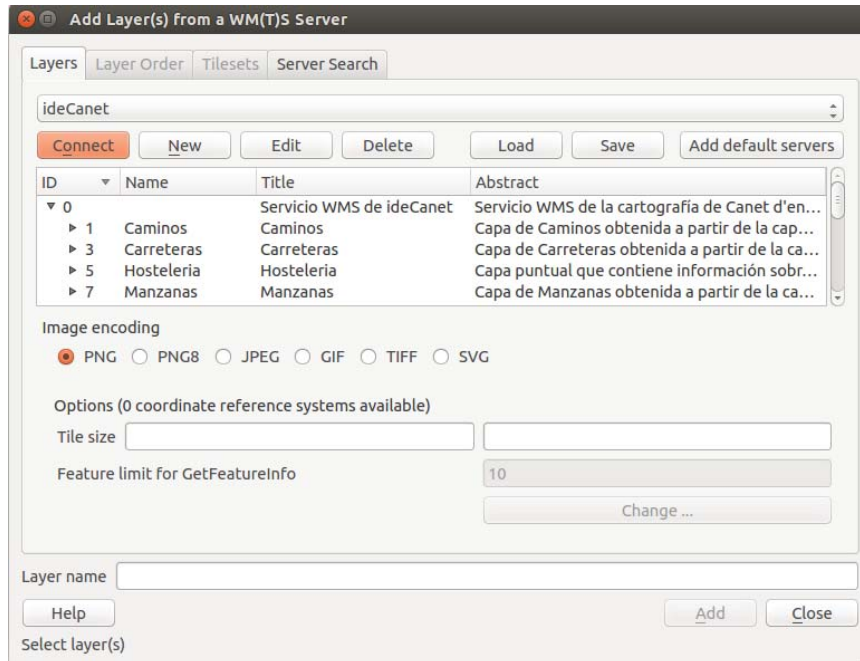 Add Layer(s) from a WM(T)S Server
Layers Layer Order Tilesets Server Search
ideCanet
Connect New Edit Delete Load Save Add default servers
ID Name Title Abstract
0 Servicio WMS de ideCanet Servicio WMS de la cartografía de Canet d'en...
1 Caminos Caminos Capa de Caminos obtenida a partir de la cap...
3 Carreteras Carreteras Capa de Carreteras obtenida a partir de la ca...
5 Hosteleria Hosteleria Capa puntual que contiene información sobr...
7 Manzanas Manzanas Capa de Manzanas obtenida a partir de la ca...
Image encoding
PNG PNG8 JPEG GIF TIFF SVG
Options (0 coordinate reference systems available)
Tile size
Feature limit for GetFeatureInfo 10
Change ...
Layer name
Help Add Close
Select layer(s)